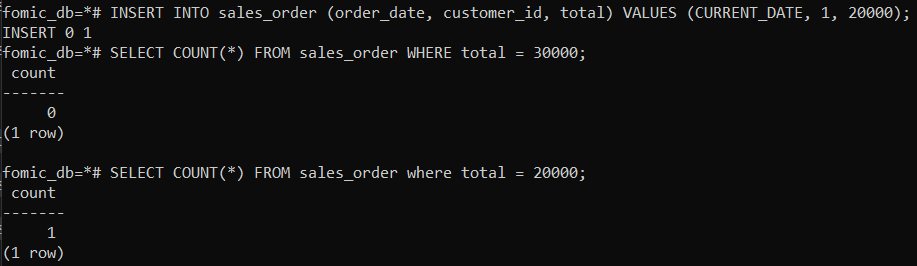 fomic_db=*# INSERT INTO sales_order (order_date, customer_id, total) VALUES (CURRENT_DATE, 1, 20000);
INSERT 0 1
fomic_db=*# SELECT COUNT(*) FROM sales_order WHERE total = 30000;
 count
-------
     0
(1 row)

fomic_db=*# SELECT COUNT(*) FROM sales_order where total = 20000;
 count
-------
     1
(1 row)